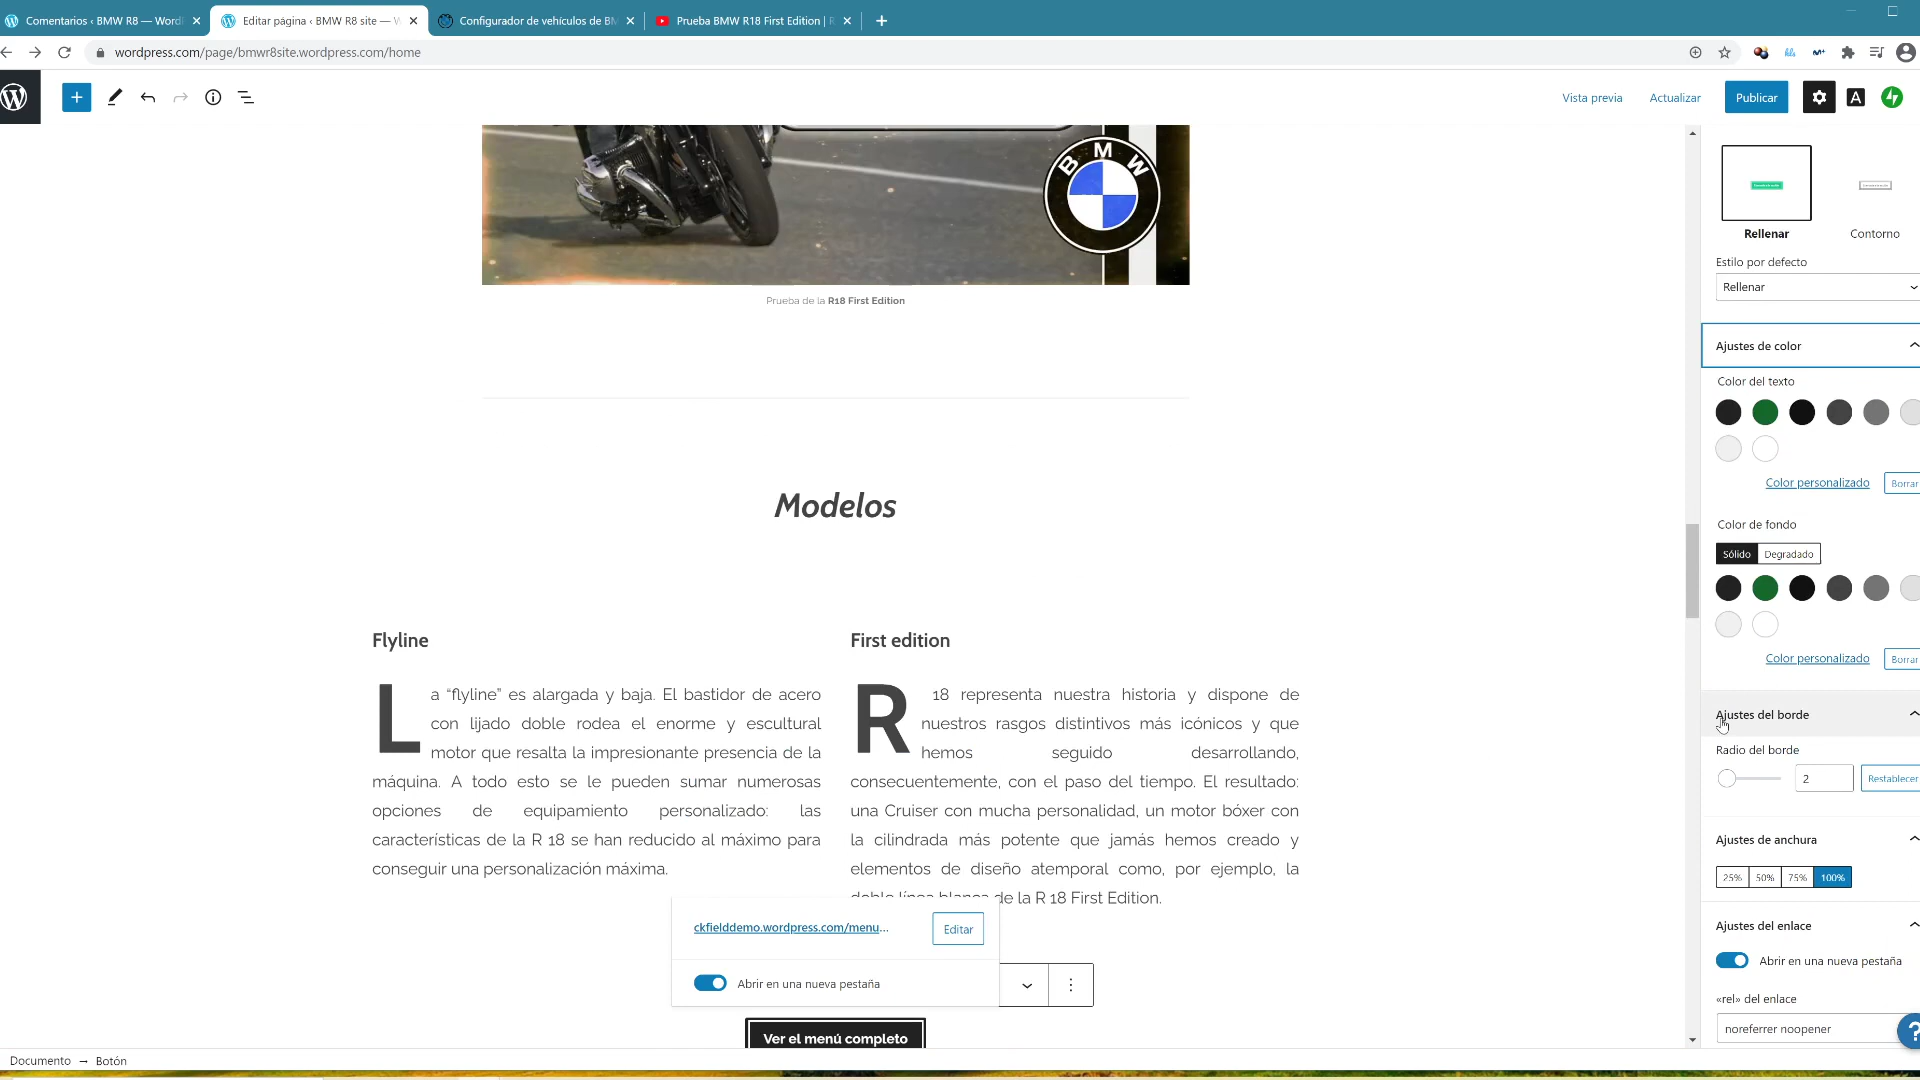 Comentarios ‹ BMW R8 — Word
Editar página ‹ BMW R8 site — W
Configurador de vehículos de BM
Prueba BMW R18 First Edition | R
wordpress.com/page/bmwr8site.wordpress.com/home
Vista previa
Actualizar
Publicar
BMW
Prueba de la R18 First Edition
Modelos
Flyline
La “flyline” es alargada y baja. El bastidor de acero
con lijado doble rodea el enorme y escultural
motor que resalta la impresionante presencia de la
máquina. A todo esto se le pueden sumar numerosas
opciones de equipamiento personalizado: las
características de la R 18 se han reducido al máximo para
conseguir una personalización máxima.
First edition
R 18 representa nuestra historia y dispone de
nuestros rasgos distintivos más icónicos y que
hemos seguido desarrollando,
consecuentemente, con el paso del tiempo. El resultado:
una Cruiser con mucha personalidad, un motor bóxer con
la cilindrada más potente que jamás hemos creado y
elementos de diseño atemporal como, por ejemplo, la
doble línea blanca de la R 18 First Edition.
ckfielddemo.wordpress.com/menu...
Editar
Abrir en una nueva pestaña
Ver el menú completo
Rellenar
Contorno
Estilo por defecto
Rellenar
Ajustes de color
Color del texto
Color personalizado
Borrar
Color de fondo
Sólido
Degradado
Color personalizado
Borrar
Ajustes del borde
Radio del borde
2
Restablecer
Ajustes de anchura
25%
50%
75%
100%
Ajustes del enlace
Abrir en una nueva pestaña
«rel» del enlace
noreferrer noopener
Documento → Botón